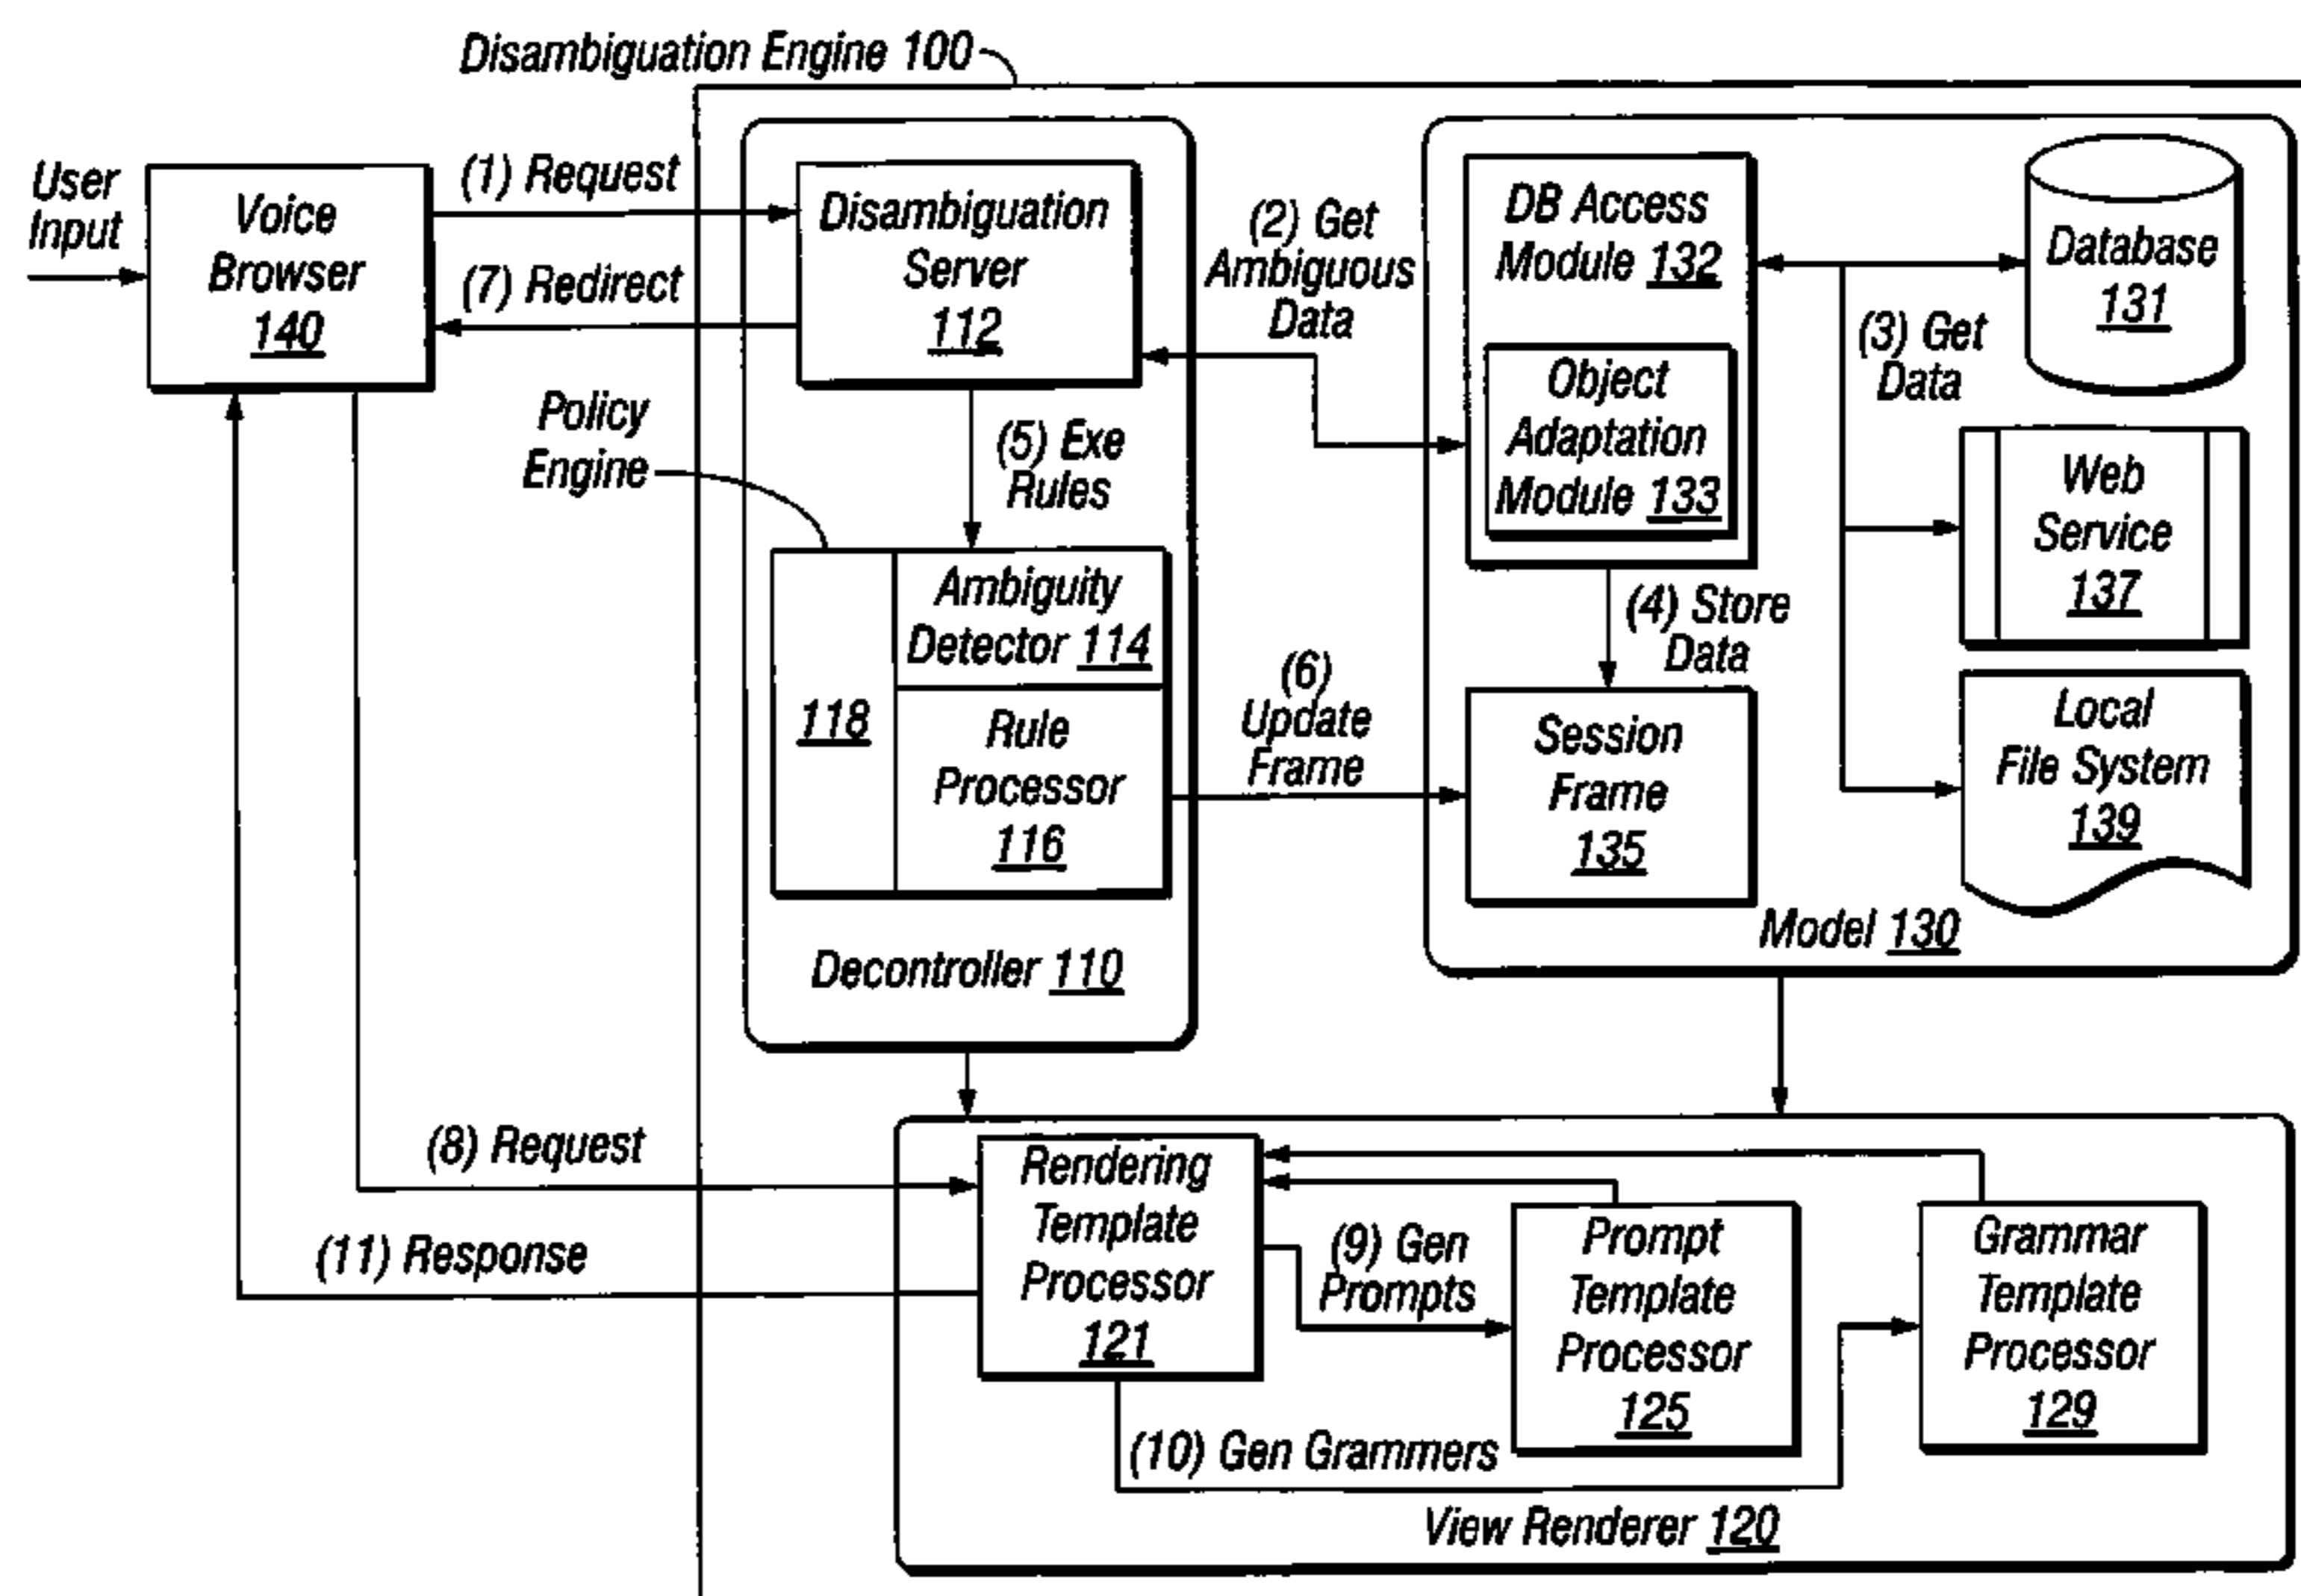 Disambiguation Engine 100
User
Input
Voice
Browser
140
(1) Request
(7) Redirect
Disambiguation
Server
112
Policy
Engine
(5) Exe
Rules
118
Ambiguity
Detector 114
Rule
Processor
116
Decontroller 110
(2) Get
Ambiguous
Data
(6)
Update
Frame
DB Access
Module 132
Object
Adaptation
Module 133
(4) Store
Data
Session
Frame
135
Database
131
(3) Get
Data
Web
Service
137
Local
File System
139
Model 130
(8) Request
(11) Response
Rendering
Template
Processor
121
(9) Gen
Prompts
Prompt
Template
Processor
125
Grammar
Template
Processor
129
(10) Gen Grammers
View Renderer 120